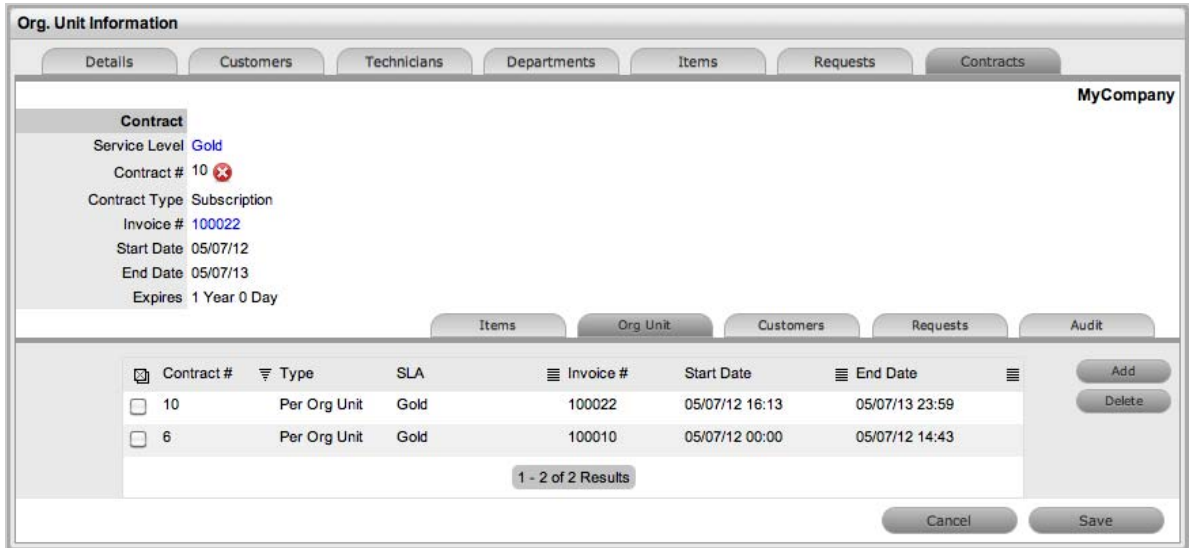 Org. Unit Information
Details Customers Technicians Departments Items Requests Contracts
MyCompany
Contract
Service Level Gold
Contract # 10
Contract Type Subscription
Invoice # 100022
Start Date 05/07/12
End Date 05/07/13
Expires 1 Year 0 Day
Items Org Unit Customers Requests Audit
Contract # Type SLA Invoice # Start Date End Date Add
10 Per Org Unit Gold 100022 05/07/12 16:13 05/07/13 23:59 Delete
6 Per Org Unit Gold 100010 05/07/12 00:00 05/07/12 14:43
1 - 2 of 2 Results
Cancel Save